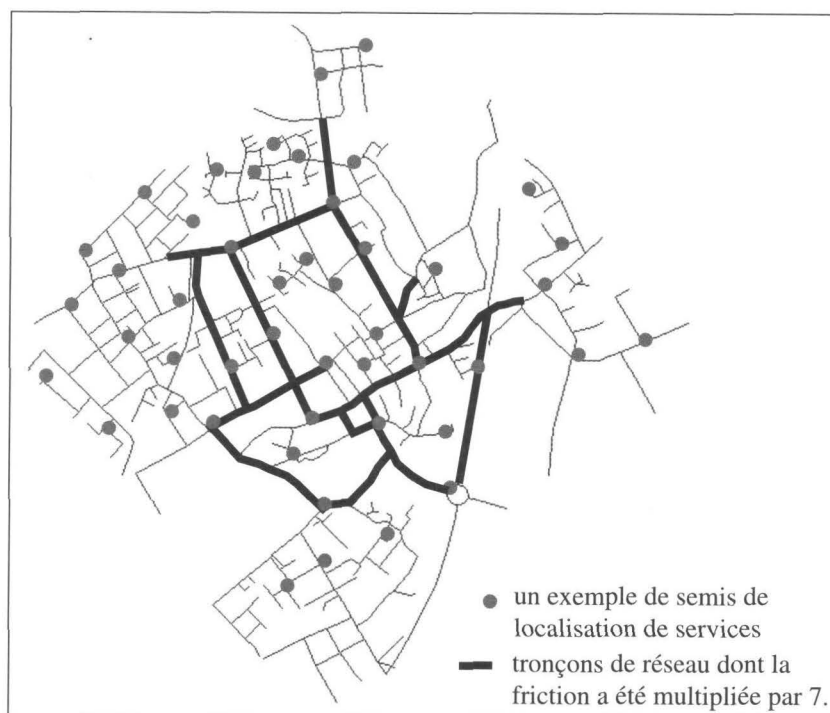 un exemple de semis de
localisation de services
tronçons de réseau dont la
friction a été multipliée par 7.